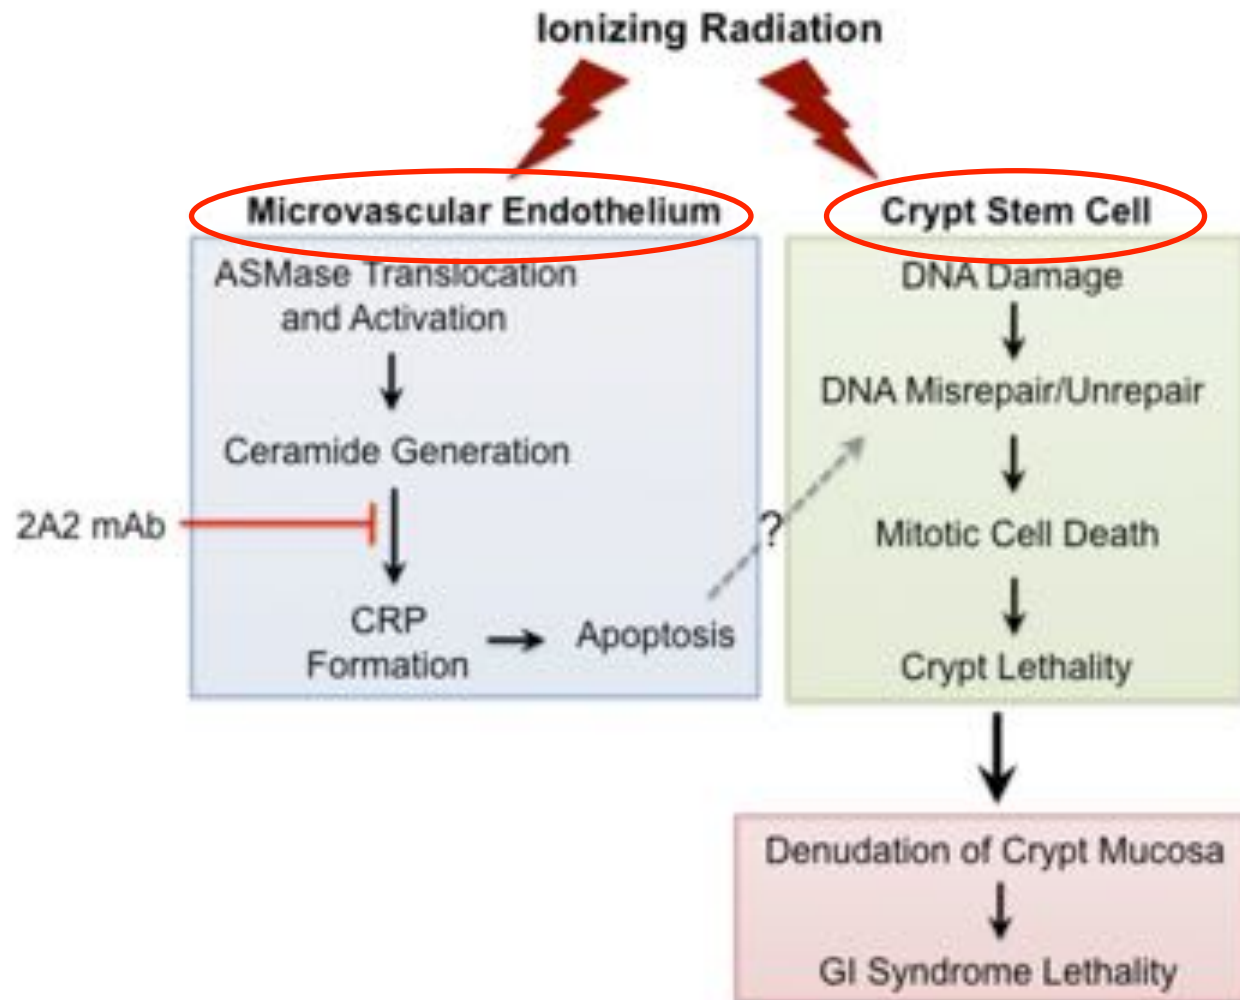 Ionizing Radiation
Microvascular Endothelium
ASMase Translocation
and Activation
Ceramide Generation
2A2 mAb
CRP
Formation
Apoptosis
?
Crypt Stem Cell
DNA Damage
DNA Misrepair/Unrepair
Mitotic Cell Death
Crypt Lethality
Denudation of Crypt Mucosa
GI Syndrome Lethality